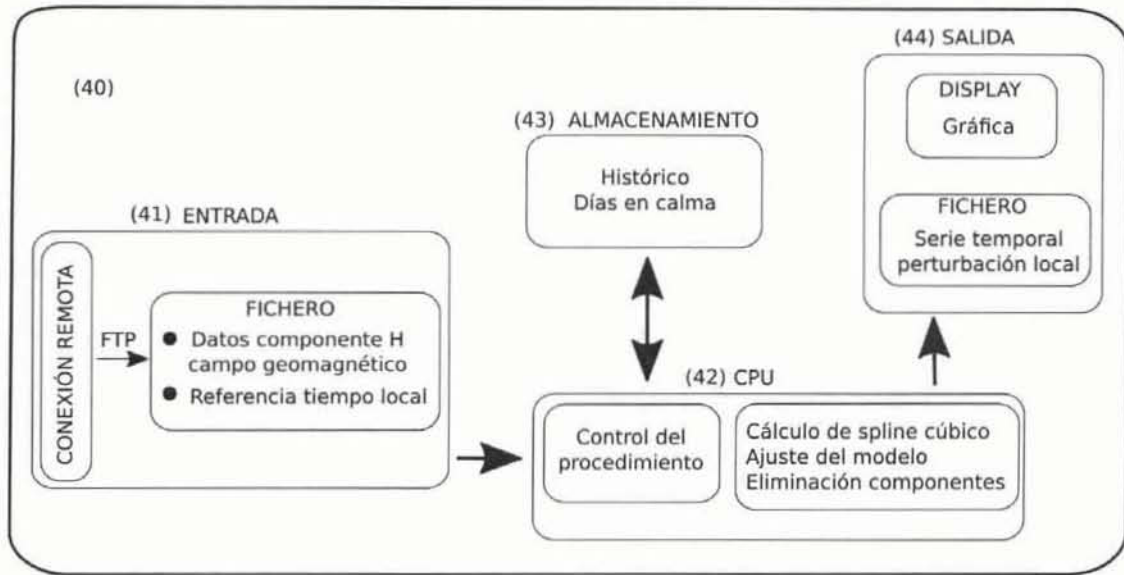 (40)
(44) SALIDA
DISPLAY
Gráfica
FICHERO
Serie temporal
perturbación local
(43) ALMACENAMIENTO
Histórico
Días en calma
(41) ENTRADA
CONEXIÓN REMOTA
FTP
FICHERO
● Datos componente H
campo geomagnético
● Referencia tiempo local
(42) CPU
Control del
procedimiento
Cálculo de spline cúbico
Ajuste del modelo
Eliminación componentes